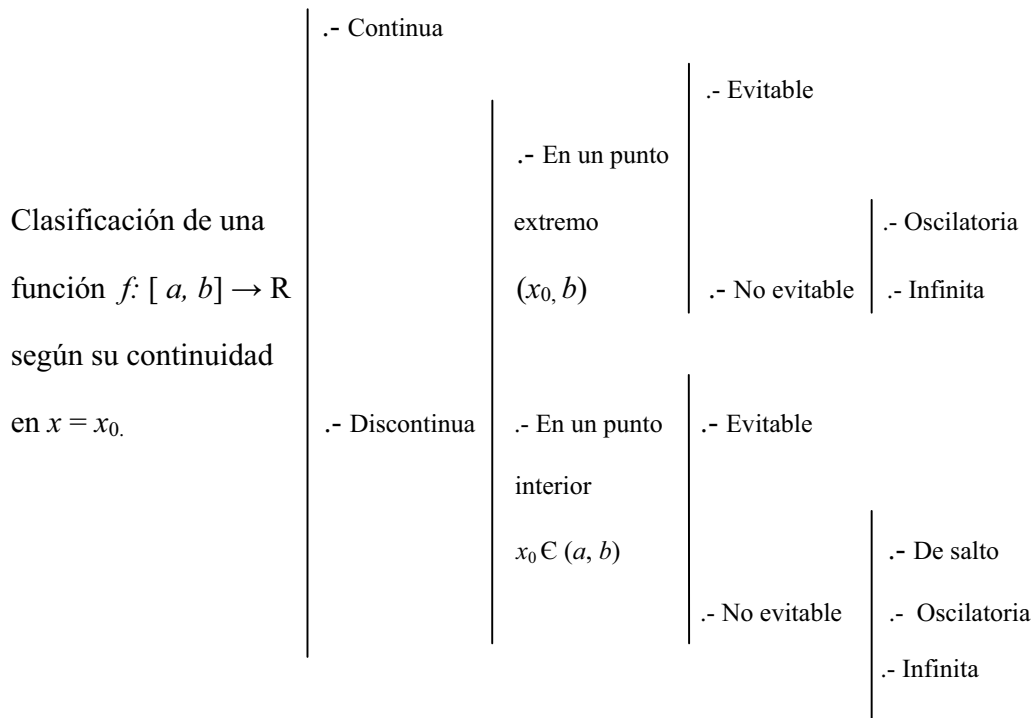 .- Continua
.- Evitable
.- En un punto
Clasificación de una
extremo
.- Oscilatoria
función f: [ a, b] → R
(x₀, b)
.- No evitable
.- Infinita
según su continuidad
en x = x₀.
.- Discontinua
.- En un punto
.- Evitable
interior
x₀ Є (a, b)
.- De salto
.- No evitable
.- Oscilatoria
.- Infinita